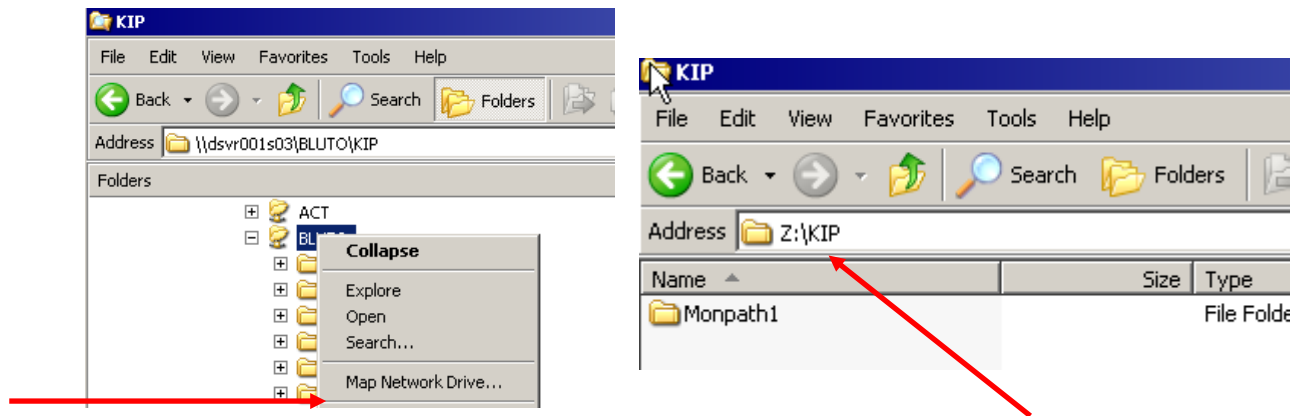 KIP
File Edit View Favorites Tools Help
Back Search Folders
Address \\dsvr001s03\BLUTO\KIP
Folders
ACT
Collapse
Explore
Open
Search...
Map Network Drive...
KIP
File Edit View Favorites Tools Help
Back Search Folders
Address Z:\KIP
Name Size Type
Monpath1 File Folde